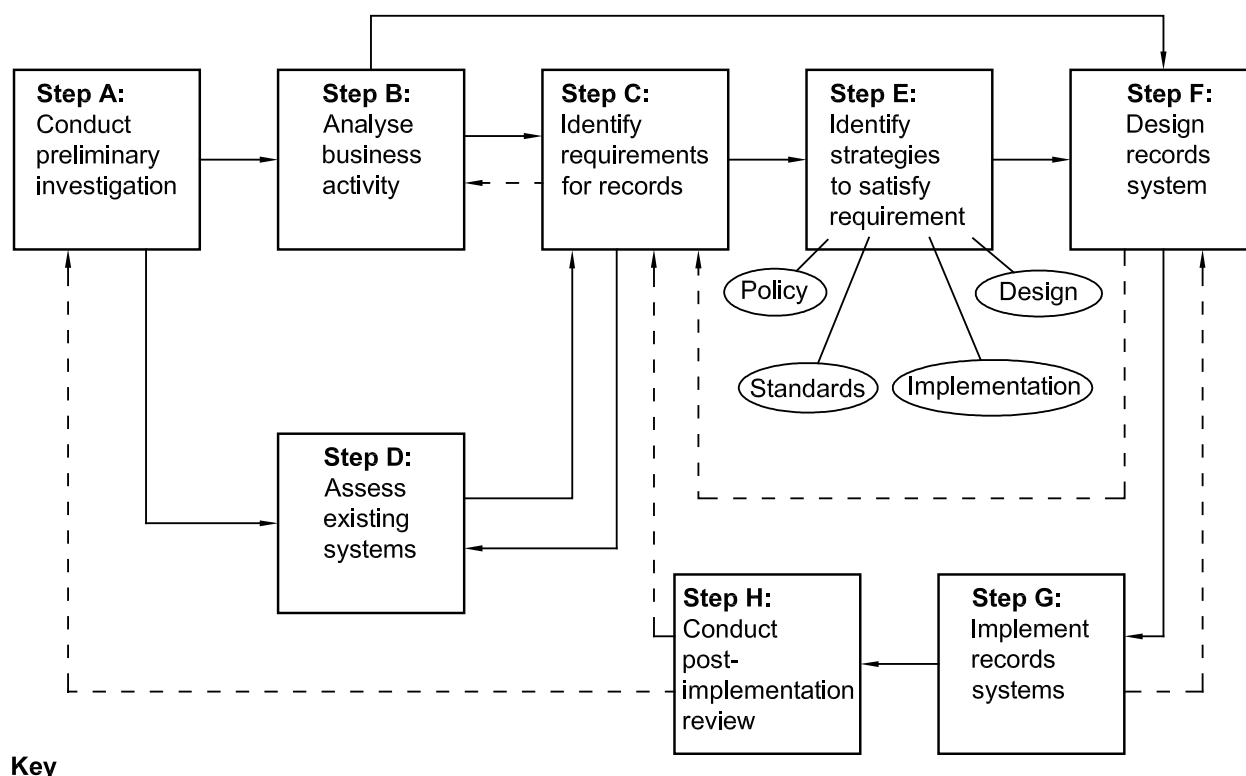 Step A:
Conduct
preliminary
investigation
Step B:
Analyse
business
activity
Step C:
Identify
requirements
for records
Step E:
Identify
strategies
to satisfy
requirement
Step F:
Design
records
system
Policy
Design
Standards
Implementation
Step D:
Assess
existing
systems
Step H:
Conduct
post-
implementation
review
Step G:
Implement
records
systems
Key